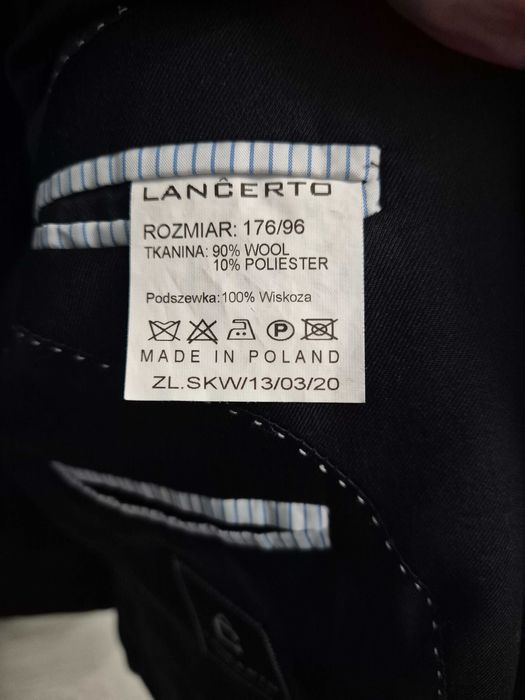 LANĈERTO
ROZMIAR: 176/96
TKANINA: 90% WOOL
10% POLIESTER
Podszewka: 100% Wiskoza
P
MADE IN POLAND
ZL.SKW/13/03/20